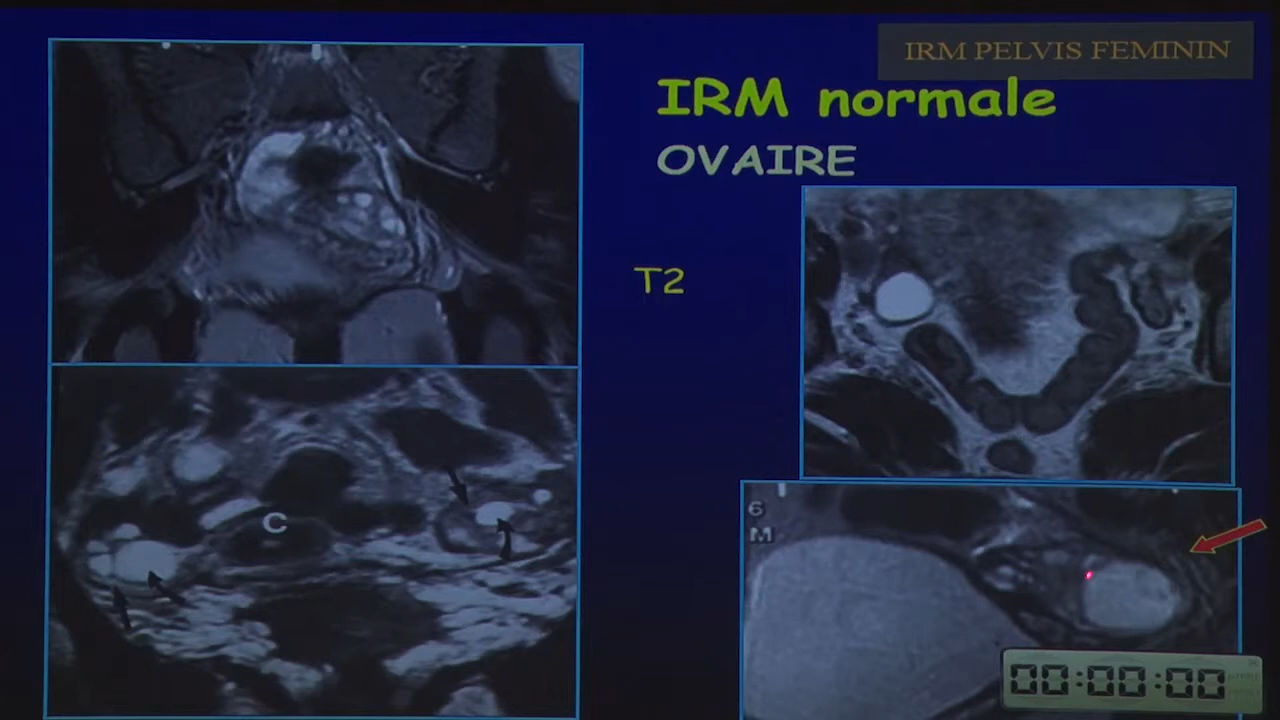 IRM PELVIS FEMININ
IRM normale
OVAIRE
T2
C
6
M
00:00:00